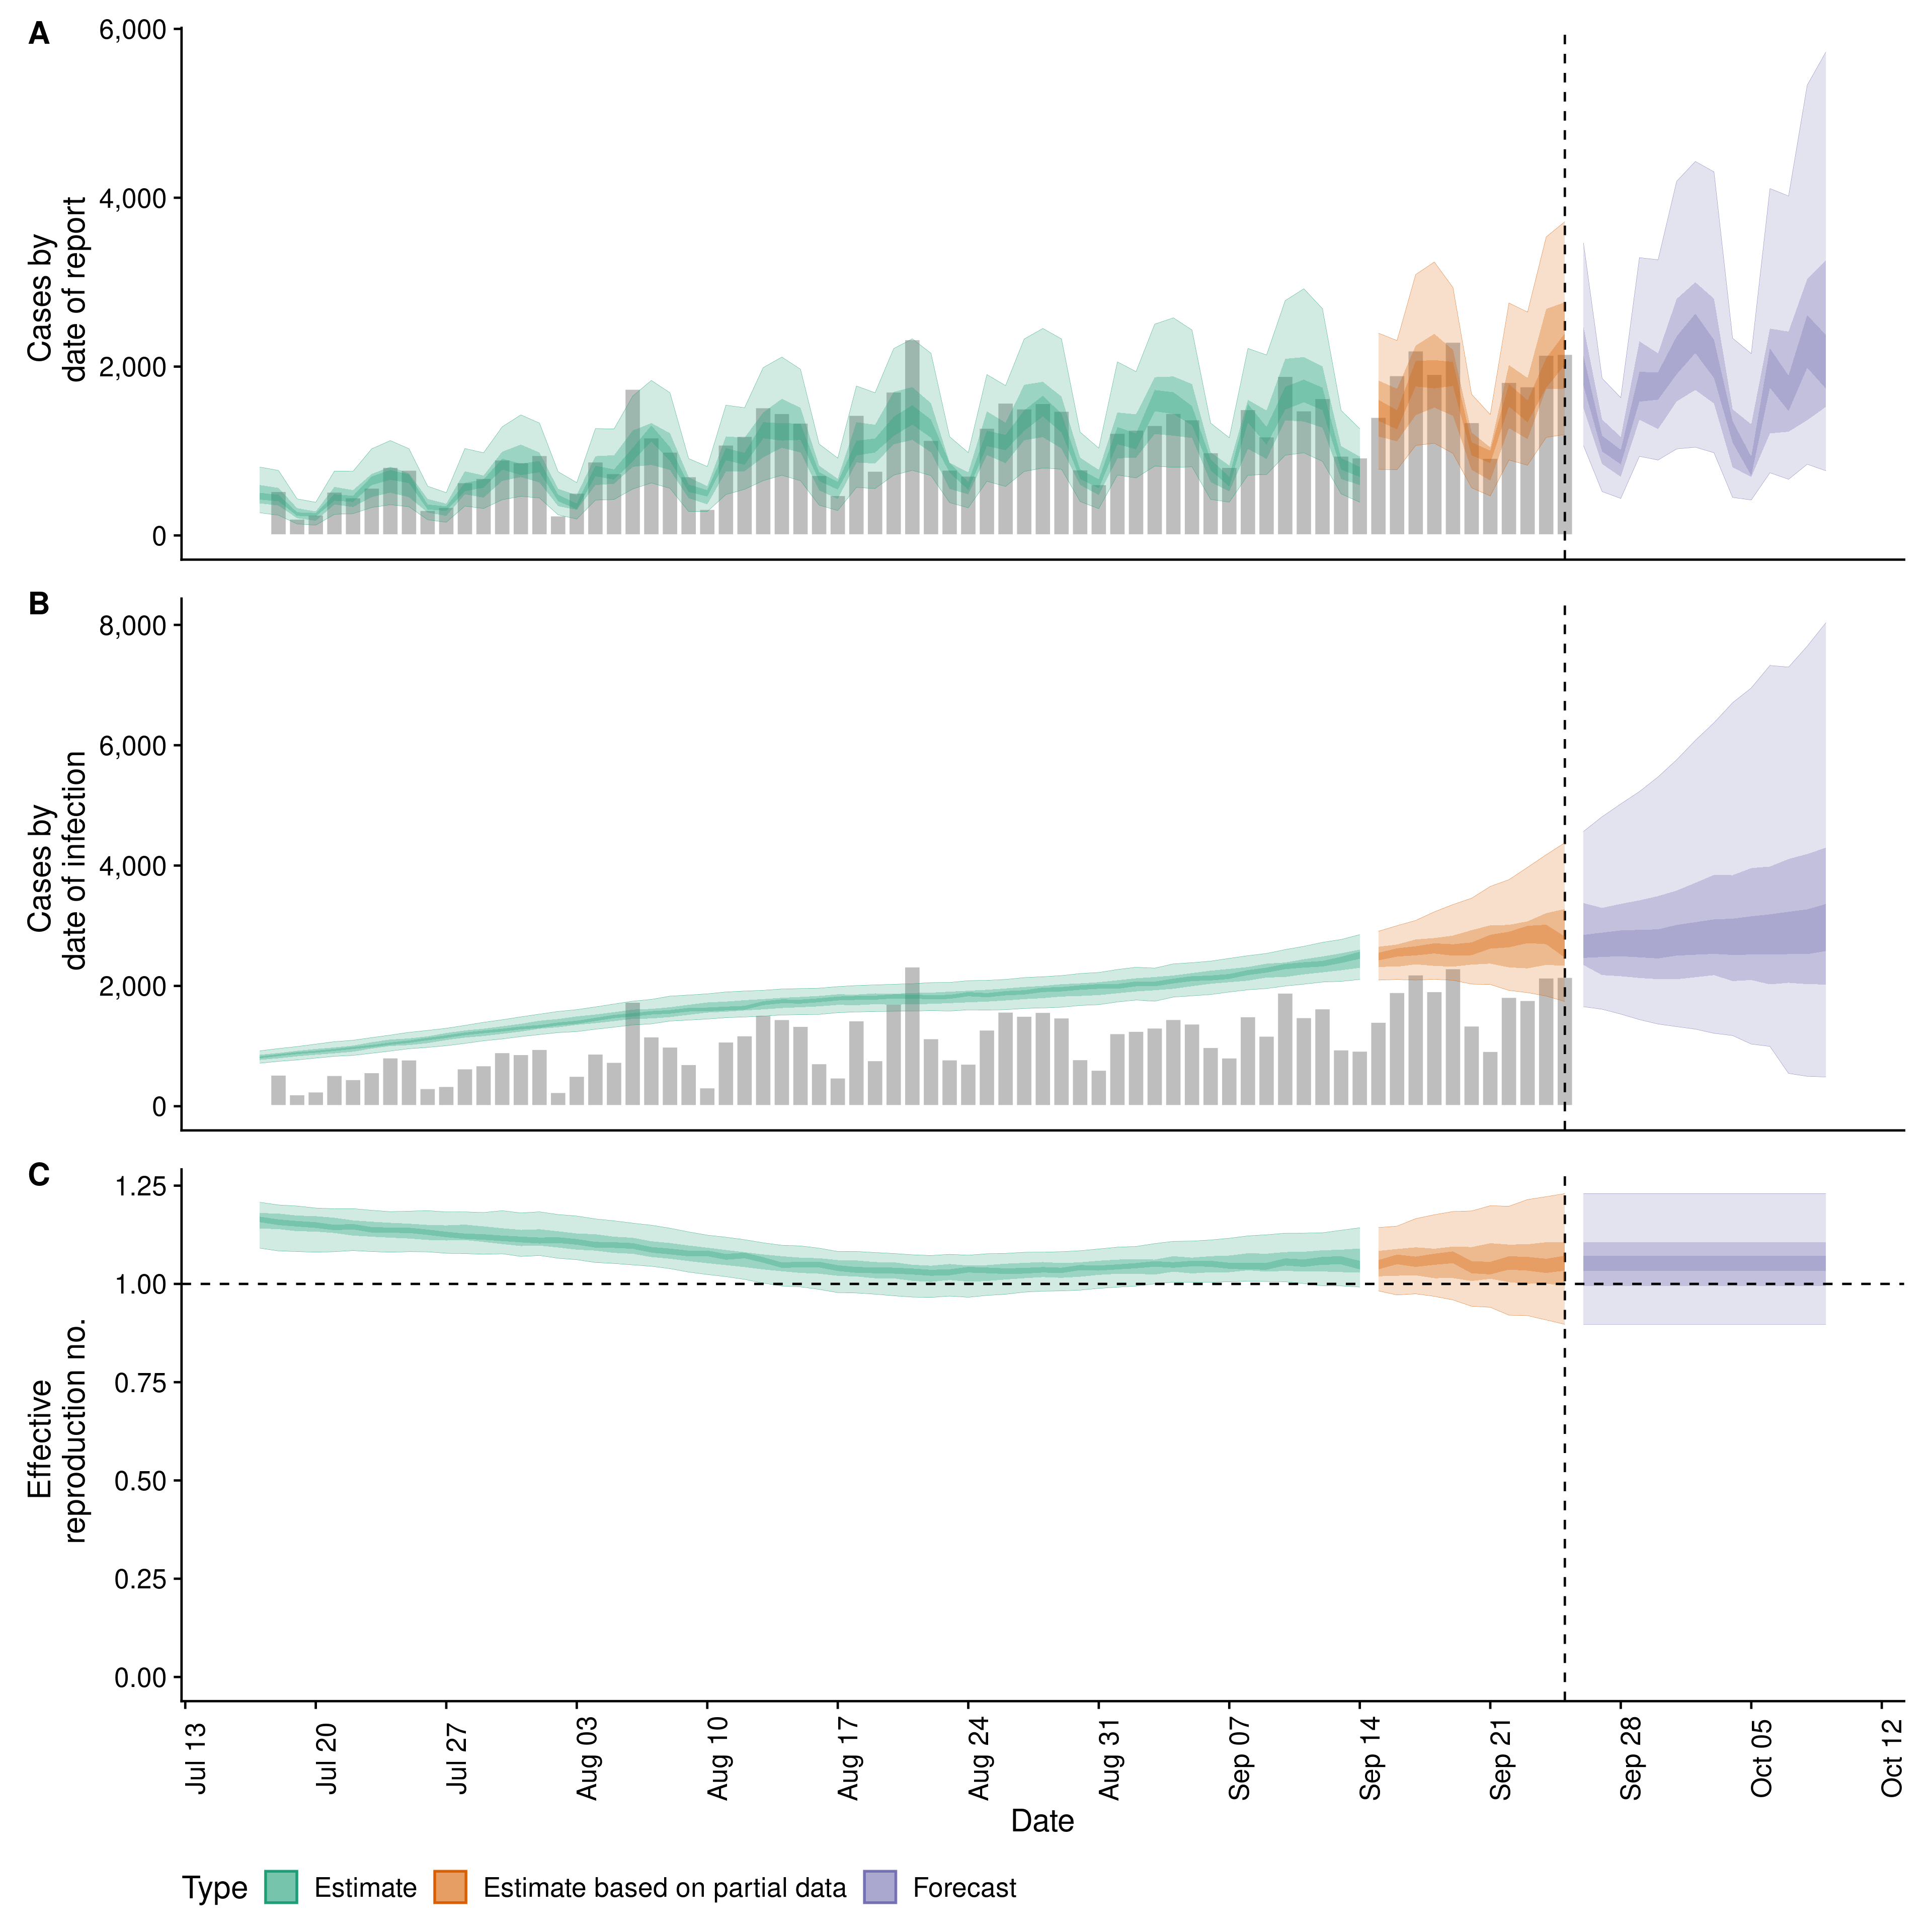 A
Cases by
date of report
6,000
4,000
2,000
0
B
Cases by
date of infection
8,000
6,000
4,000
2,000
0
C
Effective
reproduction no.
1.25
1.00
0.75
0.50
0.25
0.00
Jul 13
Jul 20
Jul 27
Aug 03
Aug 10
Aug 17
Aug 24
Aug 31
Sep 07
Sep 14
Sep 21
Sep 28
Oct 05
Oct 12
Date
Type Estimate Estimate based on partial data Forecast